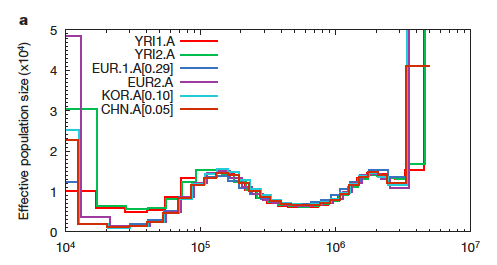 a
Effective population size (x10⁴)
5
4
3
2
1
0
YRI1.A
YRI2.A
EUR.1.A[0.29]
EUR2.A
KOR.A[0.10]
CHN.A[0.05]
10⁴ 10⁵ 10⁶ 10⁷